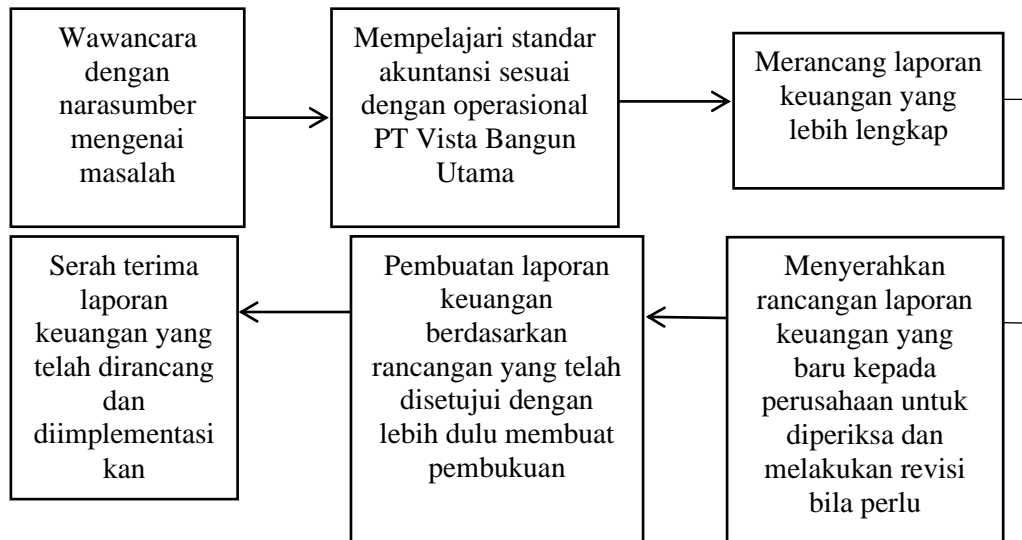 Wawancara
dengan
narasumber
mengenai
masalah
Mempelajari standar
akuntansi sesuai
dengan operasional
PT Vista Bangun
Utama
Merancang laporan
keuangan yang
lebih lengkap
Menyerahkan
rancangan laporan
keuangan yang
baru kepada
perusahaan untuk
diperiksa dan
melakukan revisi
bila perlu
Pembuatan laporan
keuangan
berdasarkan
rancangan yang telah
disetujui dengan
lebih dulu membuat
pembukuan
Serah terima
laporan
keuangan yang
telah dirancang
dan
diimplementasi
kan